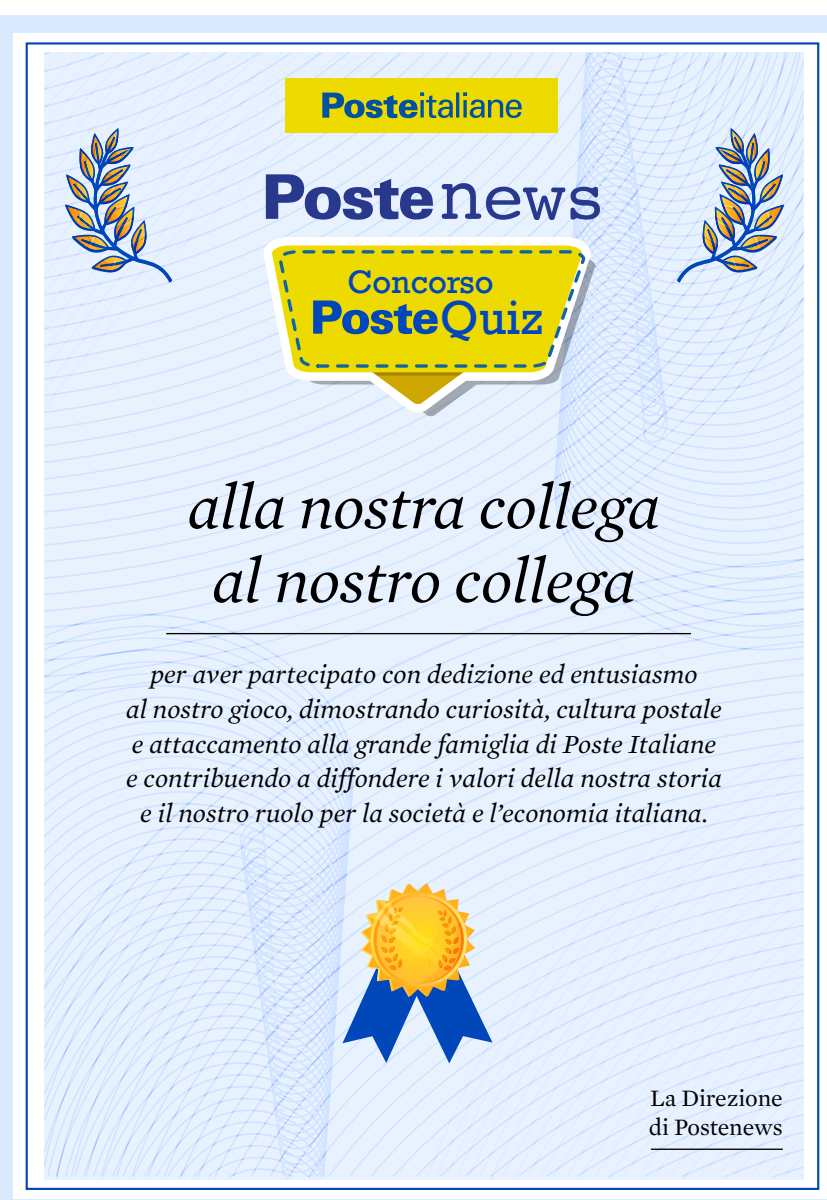 Posteitaliane
Postenews
Concorso
PosteQuiz
alla nostra collega
al nostro collega
per aver partecipato con dedizione ed entusiasmo
al nostro gioco, dimostrando curiosità, cultura postale
e attaccamento alla grande famiglia di Poste Italiane
e contribuendo a diffondere i valori della nostra storia
e il nostro ruolo per la società e l’economia italiana.
La Direzione
di Postenews